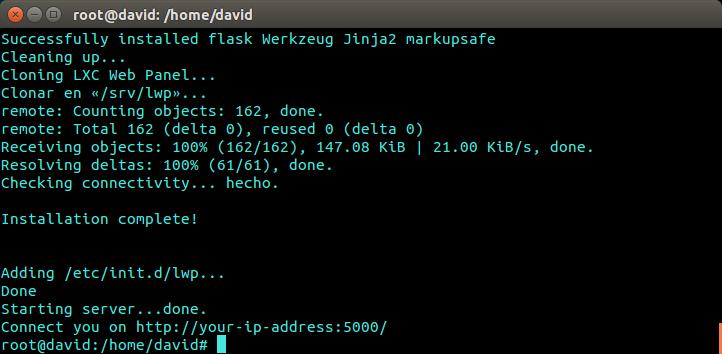 root@david: /home/david
Successfully installed flask Werkzeug Jinja2 markupsafe
Cleaning up...
Cloning LXC Web Panel...
Clonar en «/srv/lwp»...
remote: Counting objects: 162, done.
remote: Total 162 (delta 0), reused 0 (delta 0)
Receiving objects: 100% (162/162), 147.08 KiB | 21.00 KiB/s, done.
Resolving deltas: 100% (61/61), done.
Checking connectivity... hecho.
Installation complete!
Adding /etc/init.d/lwp...
Done
Starting server...done.
Connect you on http://your-ip-address:5000/
root@david:/home/david#